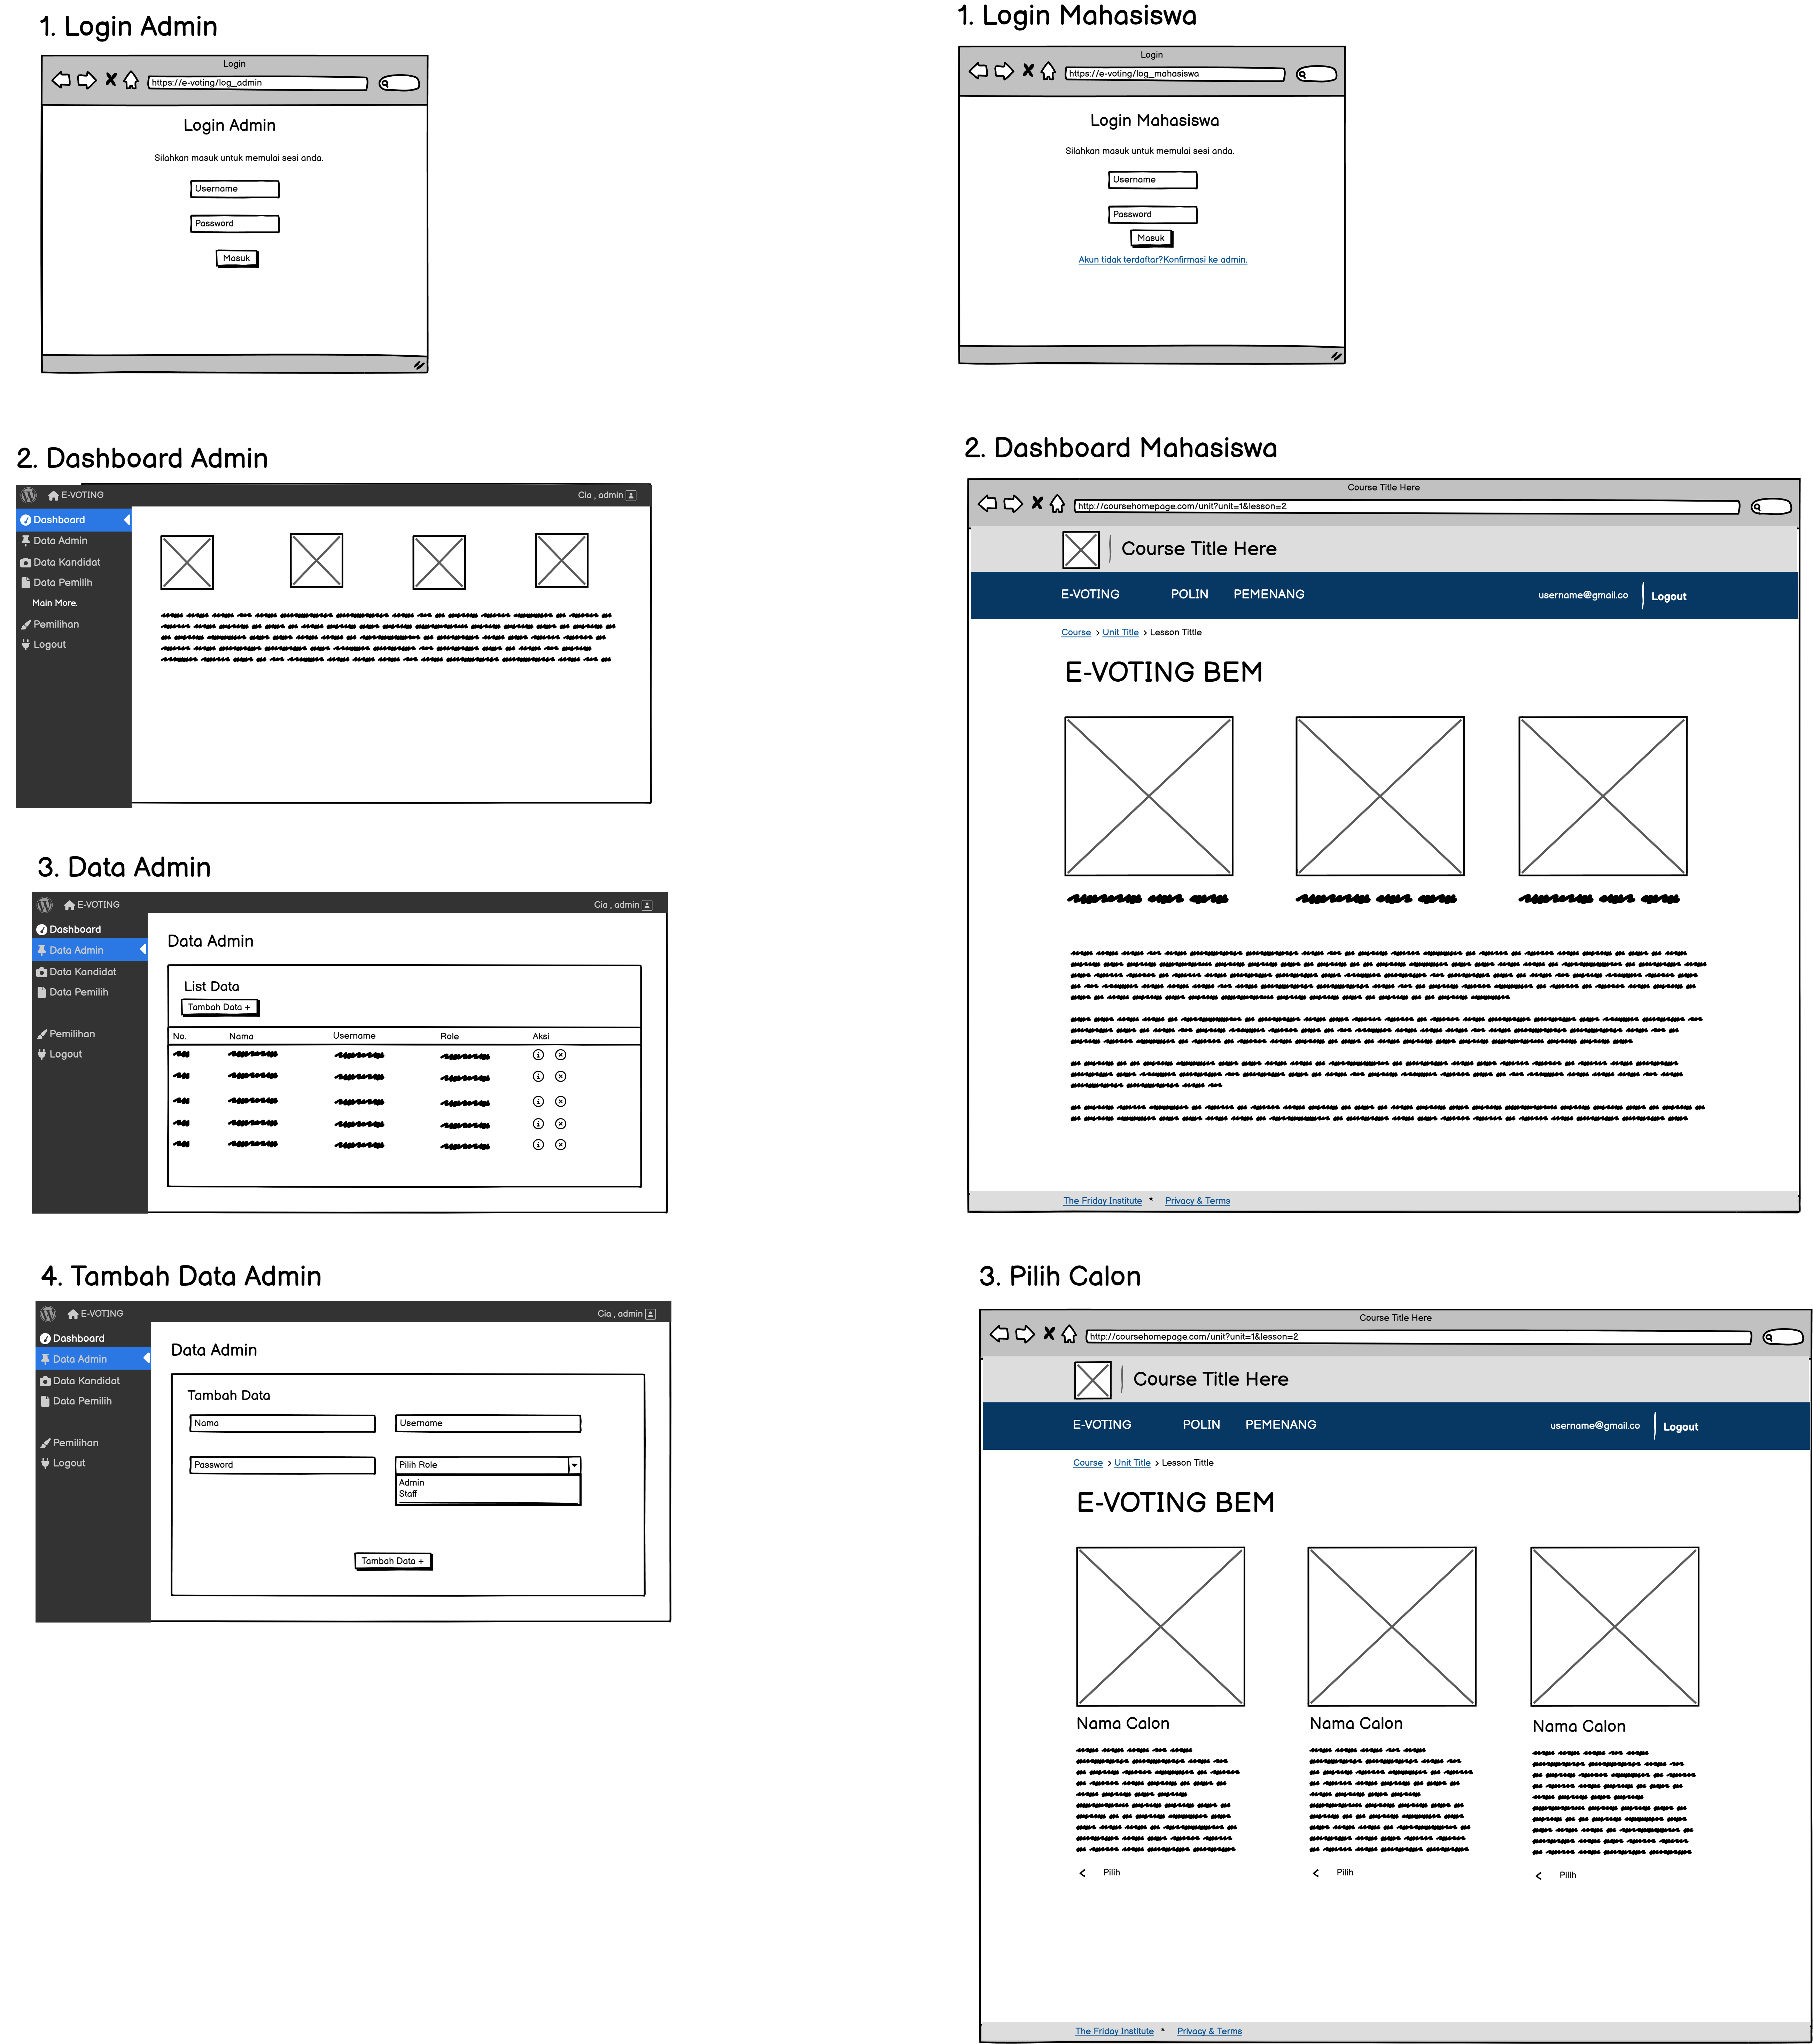 1. Login Admin
Login
https://e-voting/log_admin
Login Admin
Silahkan masuk untuk memulai sesi anda.
Username
Password
Masuk
2. Dashboard Admin
E-VOTING
Cia , admin
Dashboard
Data Admin
Data Kandidat
Data Pemilih
Main More.
Pemilihan
Logout
3. Data Admin
E-VOTING
Cia , admin
Dashboard
Data Admin
Data Kandidat
Data Pemilih
Pemilihan
Logout
Data Admin
List Data
Tambah Data +
No. Nama Username Role Aksi
4. Tambah Data Admin
E-VOTING
Cia , admin
Dashboard
Data Admin
Data Kandidat
Data Pemilih
Pemilihan
Logout
Data Admin
Tambah Data
Nama
Username
Password
Pilih Role
Admin
Staff
Tambah Data +
1. Login Mahasiswa
Login
https://e-voting/log_mahasiswa
Login Mahasiswa
Silahkan masuk untuk memulai sesi anda.
Username
Password
Masuk
Akun tidak terdaftar?Konfirmasi ke admin.
2. Dashboard Mahasiswa
Course Title Here
http://coursehomepage.com/unit?unit=1&lesson=2
Course Title Here
E-VOTING POLIN PEMENANG username@gmail.co Logout
Course > Unit Title > Lesson Tittle
E-VOTING BEM
The Friday Institute * Privacy & Terms
3. Pilih Calon
Course Title Here
http://coursehomepage.com/unit?unit=1&lesson=2
Course Title Here
E-VOTING POLIN PEMENANG username@gmail.co Logout
Course > Unit Title > Lesson Tittle
E-VOTING BEM
Nama Calon Nama Calon Nama Calon
< Pilih < Pilih < Pilih
The Friday Institute * Privacy & Terms